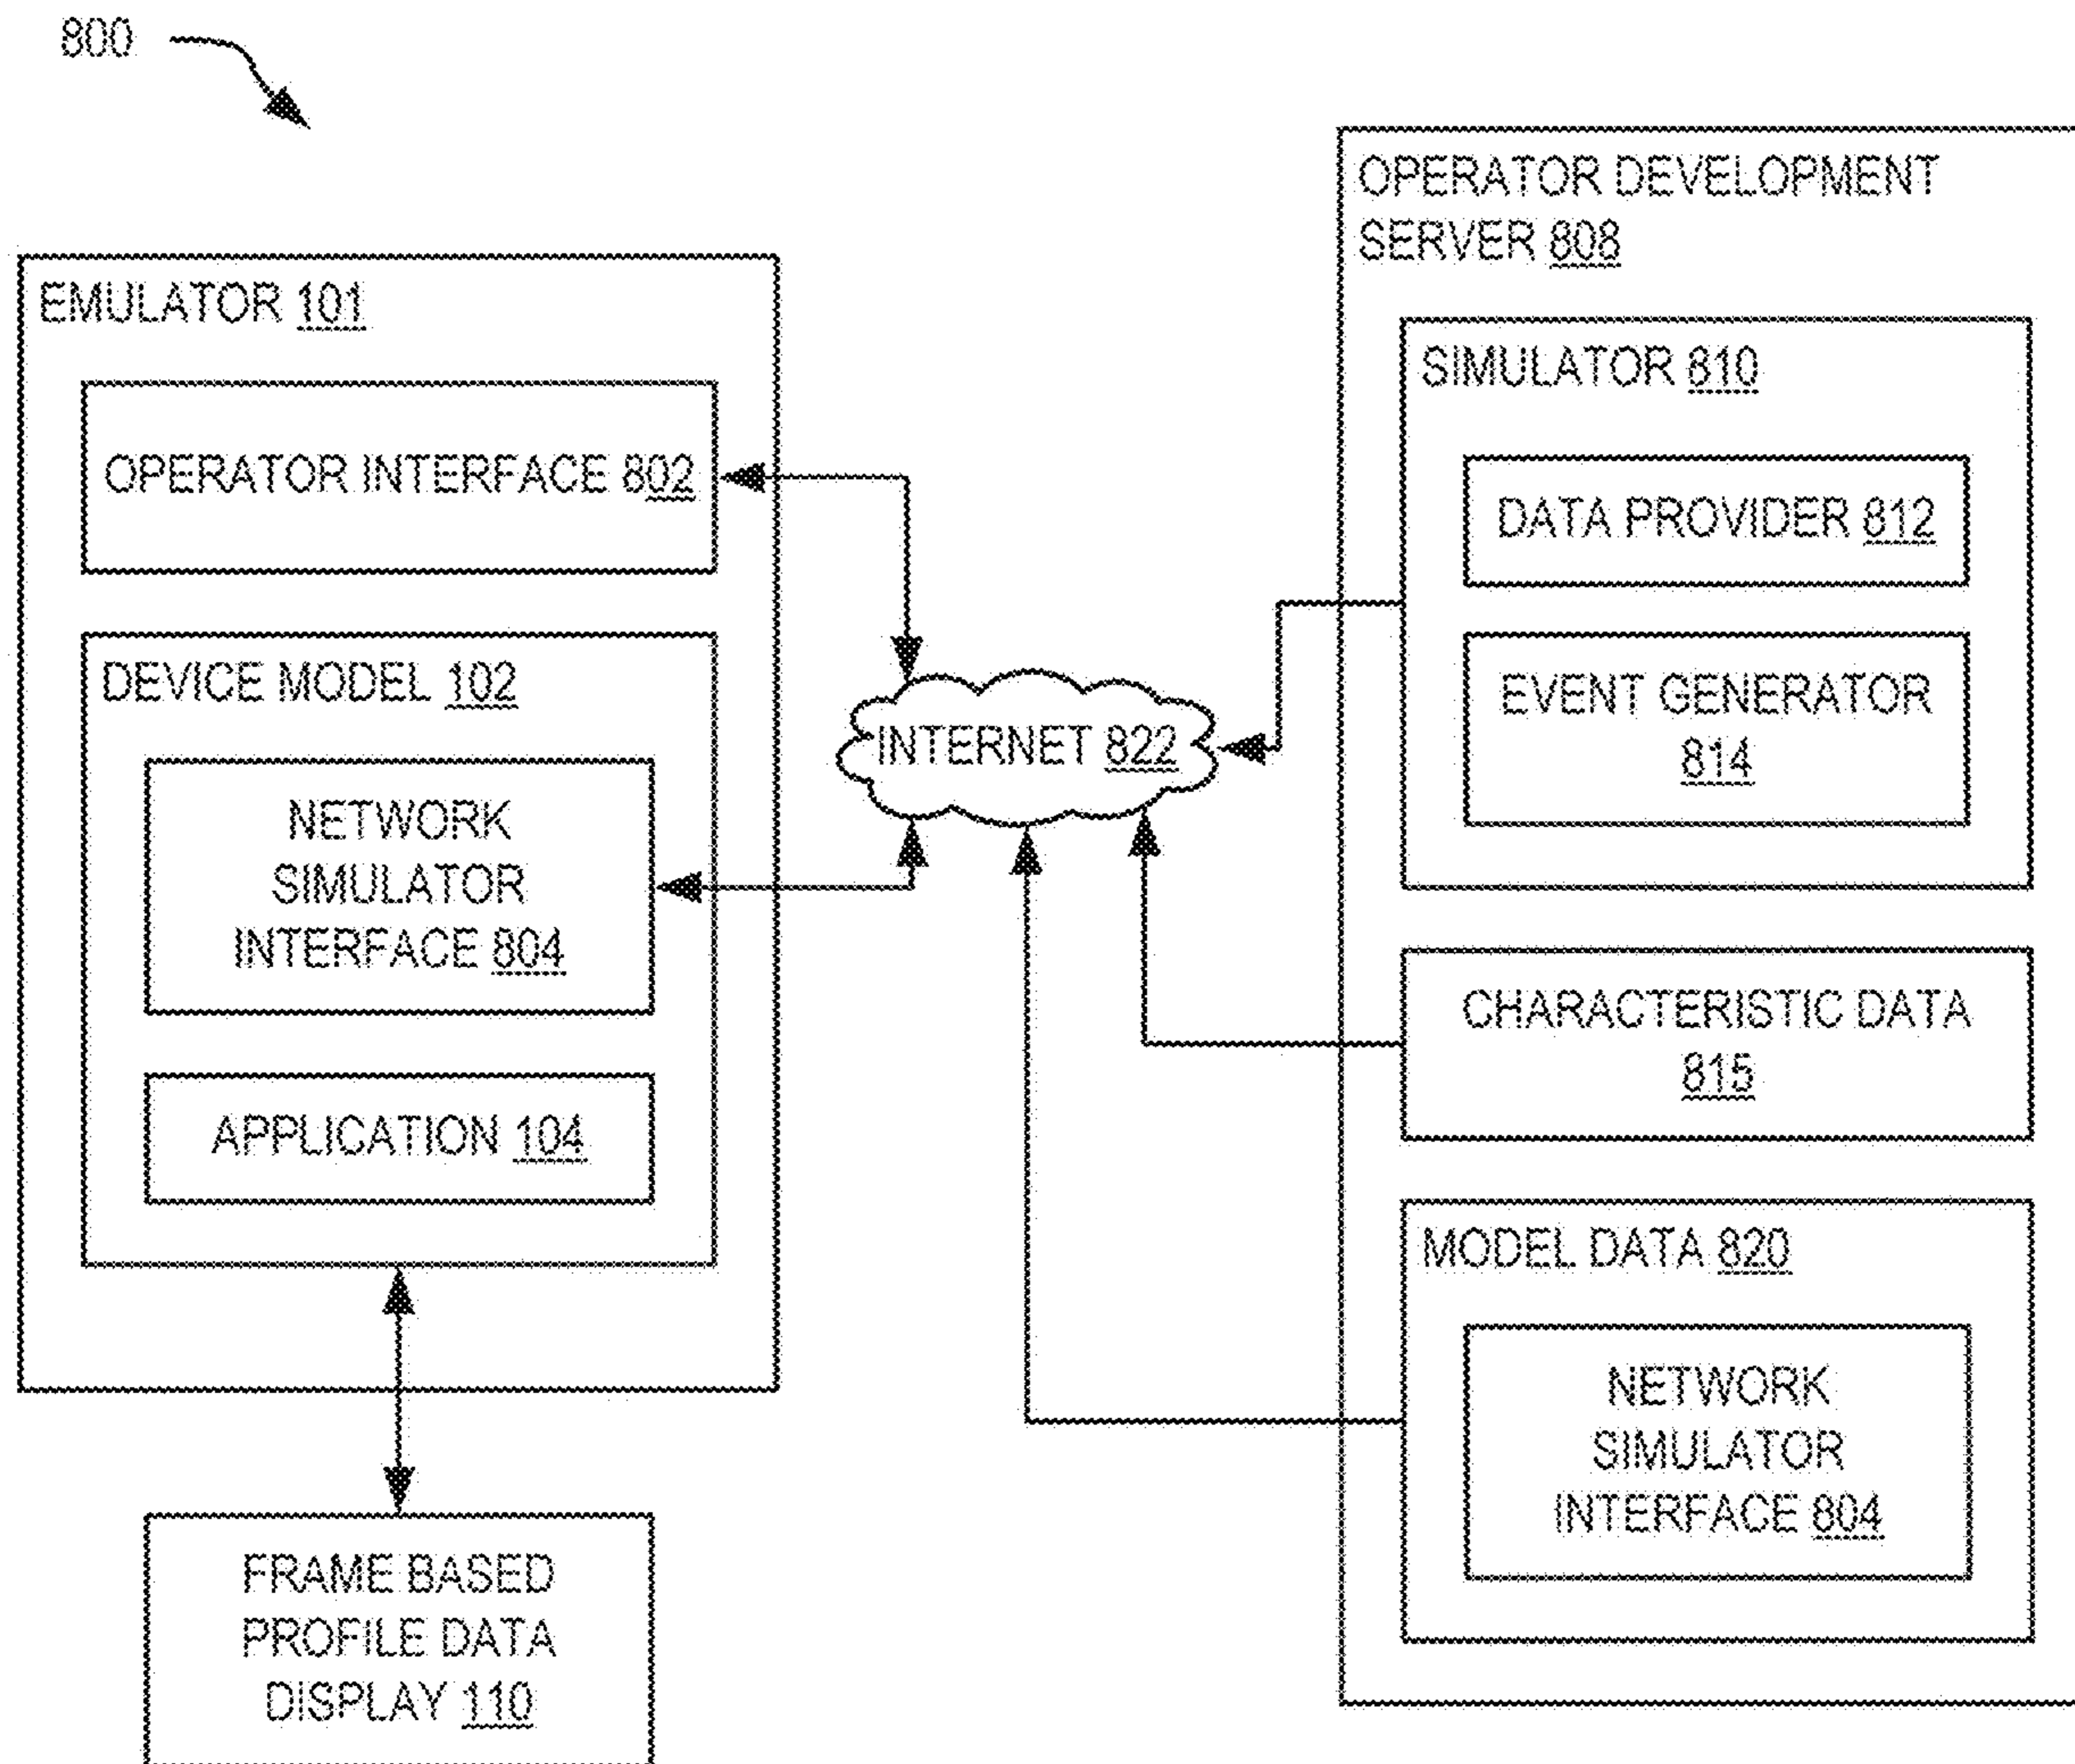 800
EMULATOR 101
OPERATOR INTERFACE 802
DEVICE MODEL 102
NETWORK
SIMULATOR
INTERFACE 804
APPLICATION 104
FRAME BASED
PROFILE DATA
DISPLAY 110
INTERNET 822
OPERATOR DEVELOPMENT
SERVER 808
SIMULATOR 810
DATA PROVIDER 812
EVENT GENERATOR
814
CHARACTERISTIC DATA
815
MODEL DATA 820
NETWORK
SIMULATOR
INTERFACE 804